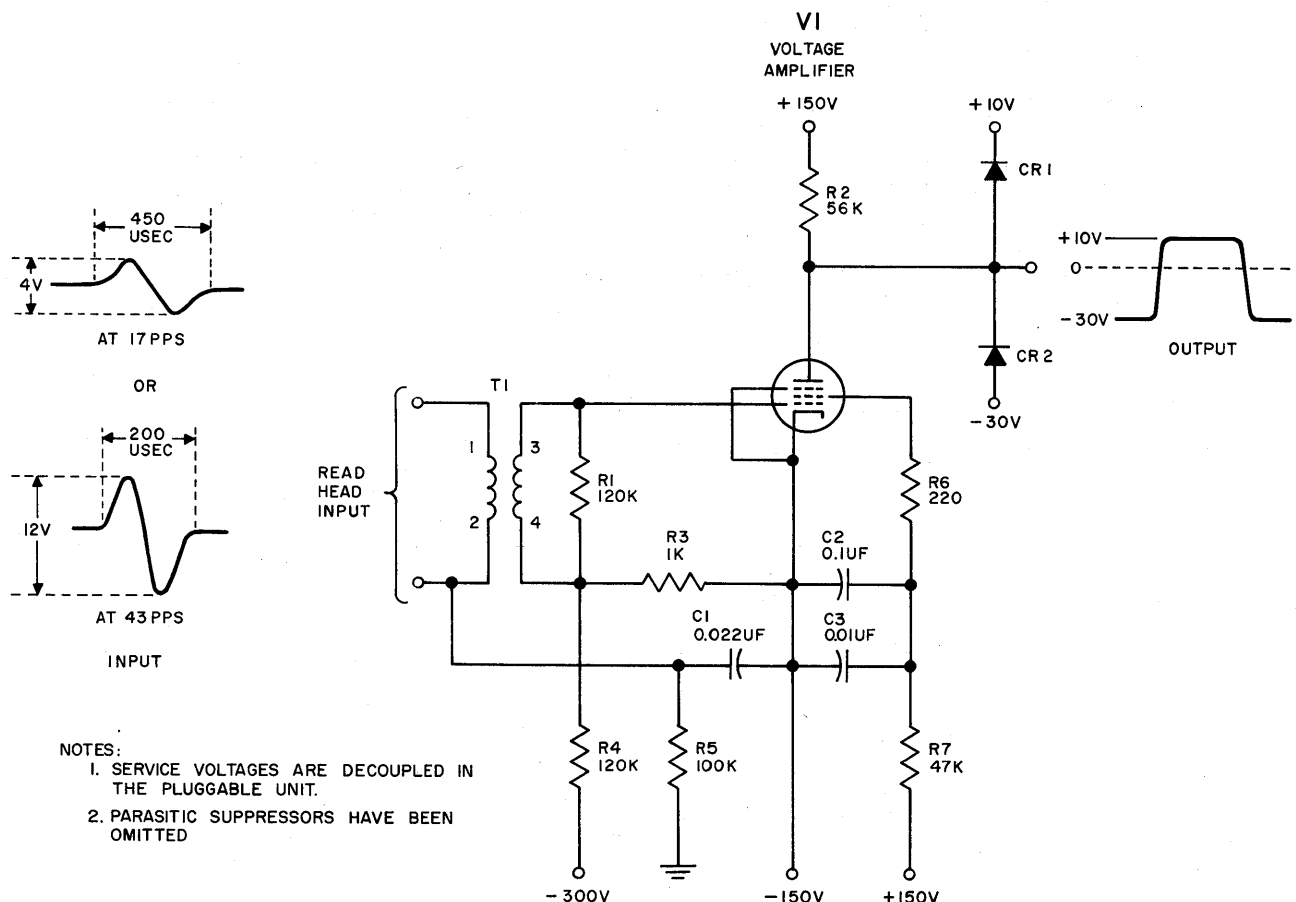 V1
VOLTAGE
AMPLIFIER
+150V
+10V
R2
56K
CR1
450
USEC
4V
AT 17PPS
OR
+10V
0
-30V
OUTPUT
CR2
-30V
200
USEC
12V
AT 43PPS
INPUT
READ
HEAD
INPUT
T1
1
2
3
4
R1
120K
R3
1K
C2
0.1UF
R6
220
C1
0.022UF
C3
0.01UF
R4
120K
R5
100K
R7
47K
-300V
-150V
+150V
NOTES:
1. SERVICE VOLTAGES ARE DECOUPLED IN
THE PLUGGABLE UNIT.
2. PARASITIC SUPPRESSORS HAVE BEEN
OMITTED